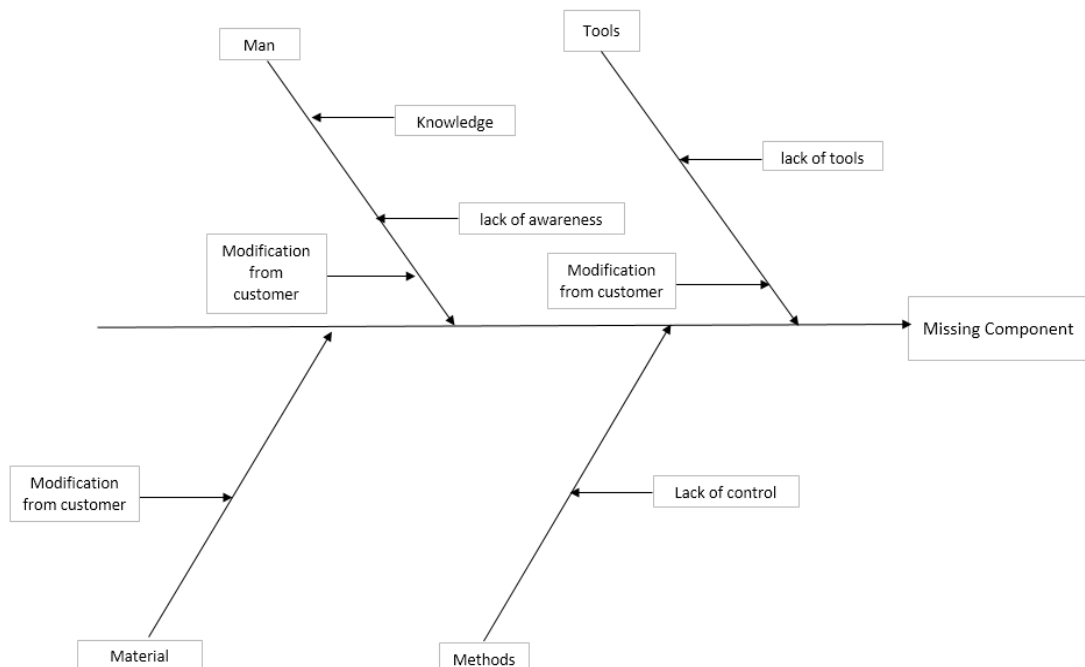 Man
Tools
Knowledge
lack of tools
lack of awareness
Modification
from
customer
Modification
from customer
Missing Component
Modification
from customer
Lack of control
Material
Methods